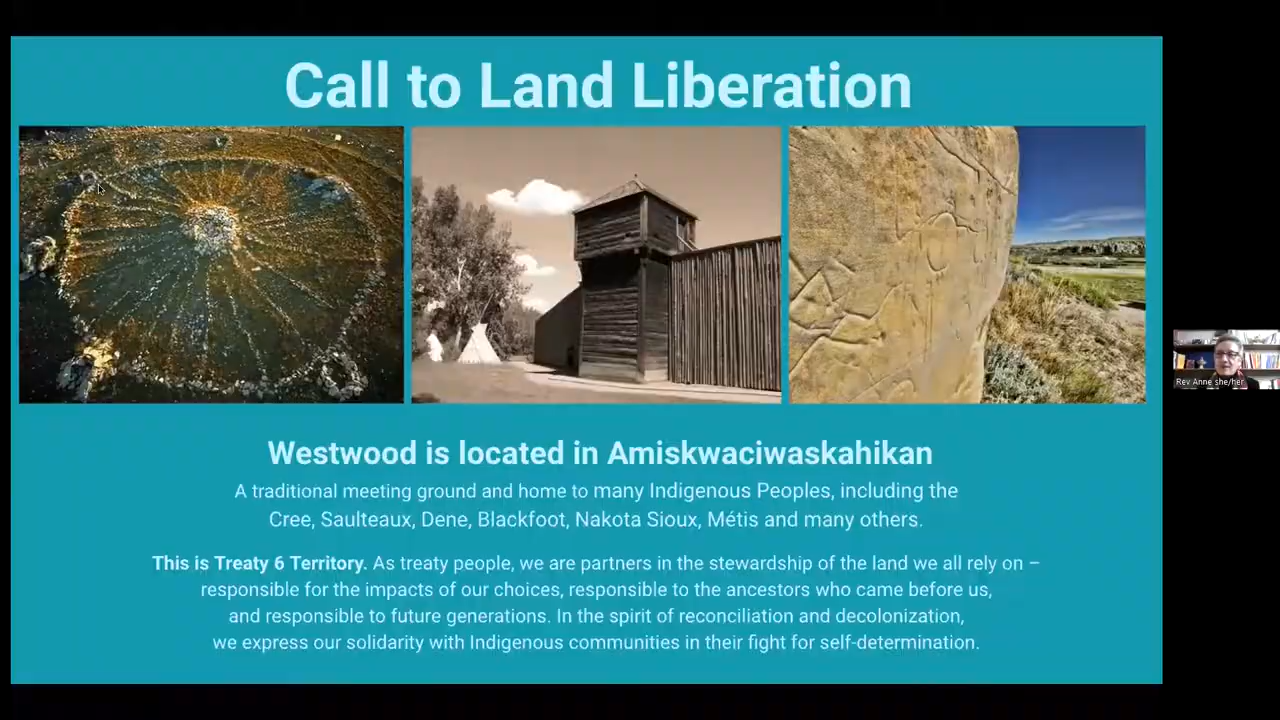 Call to Land Liberation
Rev Anne she/her
Westwood is located in Amiskwaciwaskahikan
A traditional meeting ground and home to many Indigenous Peoples, including the
Cree, Saulteaux, Dene, Blackfoot, Nakota Sioux, Métis and many others.
This is Treaty 6 Territory. As treaty people, we are partners in the stewardship of the land we all rely on –
responsible for the impacts of our choices, responsible to the ancestors who came before us,
and responsible to future generations. In the spirit of reconciliation and decolonization,
we express our solidarity with Indigenous communities in their fight for self-determination.